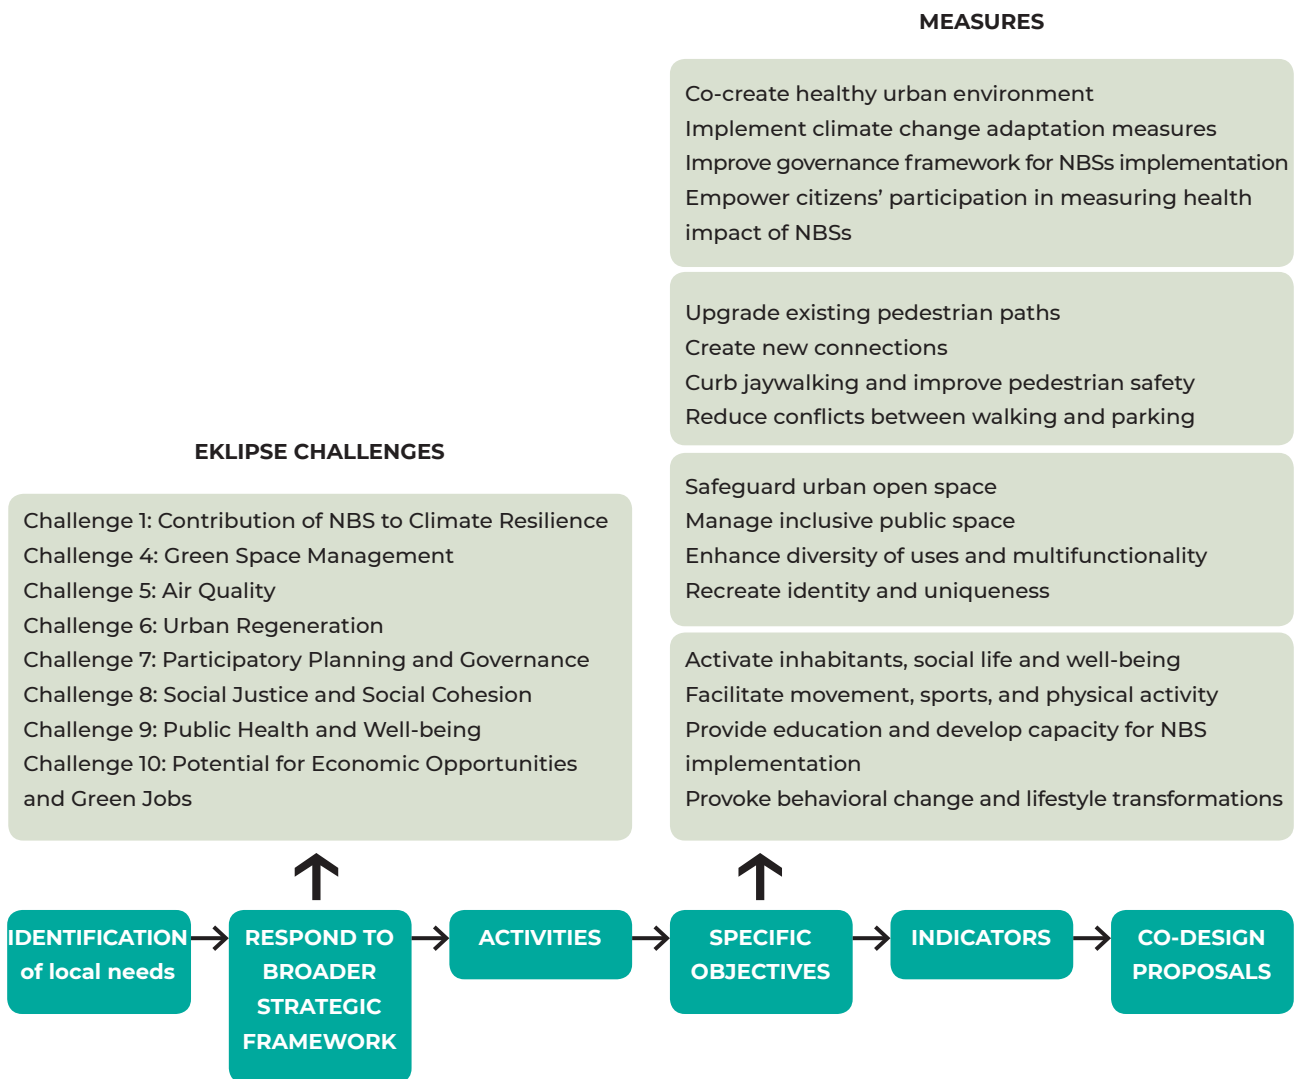 MEASURES
Co-create healthy urban environment
Implement climate change adaptation measures
Improve governance framework for NBSs implementation
Empower citizens’ participation in measuring health
impact of NBSs
Upgrade existing pedestrian paths
Create new connections
Curb jaywalking and improve pedestrian safety
Reduce conflicts between walking and parking
Safeguard urban open space
Manage inclusive public space
Enhance diversity of uses and multifunctionality
Recreate identity and uniqueness
Activate inhabitants, social life and well-being
Facilitate movement, sports, and physical activity
Provide education and develop capacity for NBS
implementation
Provoke behavioral change and lifestyle transformations
EKLIPSE CHALLENGES
Challenge 1: Contribution of NBS to Climate Resilience
Challenge 4: Green Space Management
Challenge 5: Air Quality
Challenge 6: Urban Regeneration
Challenge 7: Participatory Planning and Governance
Challenge 8: Social Justice and Social Cohesion
Challenge 9: Public Health and Well-being
Challenge 10: Potential for Economic Opportunities
and Green Jobs
IDENTIFICATION
of local needs
RESPOND TO
BROADER
STRATEGIC
FRAMEWORK
ACTIVITIES
SPECIFIC
OBJECTIVES
INDICATORS
CO-DESIGN
PROPOSALS